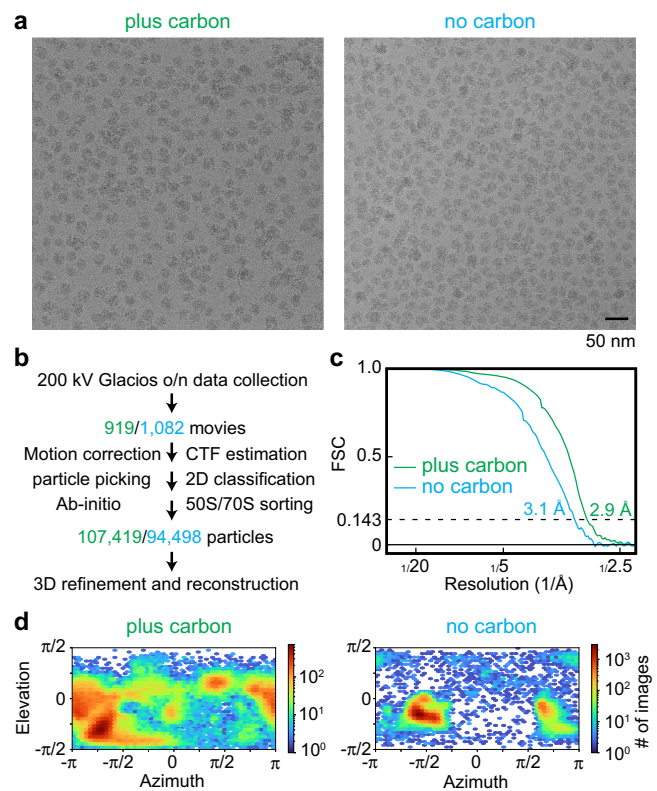 a
plus carbon
no carbon
50 nm
b
200 kV Glacios o/n data collection
919/1,082 movies
Motion correction CTF estimation
particle picking 2D classification
Ab-initio 50S/70S sorting
107,419/94,498 particles
3D refinement and reconstruction
c
1.0
0.5
0.143
0
FSC
plus carbon
no carbon
3.1 Å 2.9 Å
1/20 1/5 1/2.5
Resolution (1/Å)
d
plus carbon
π/2
0
-π/2
Elevation
-π -π/2 0 π/2 π
Azimuth
10²
10¹
10⁰
no carbon
-π -π/2 0 π/2 π
Azimuth
10³
10²
10¹
10⁰
# of images